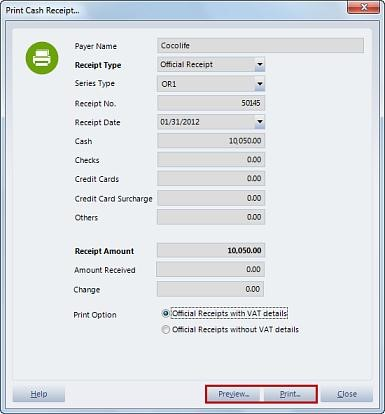 Print Cash Receipt...
Payer Name Cocolife
Receipt Type Official Receipt
Series Type OR1
Receipt No. 50145
Receipt Date 01/31/2012
Cash 10,050.00
Checks 0.00
Credit Cards 0.00
Credit Card Surcharge 0.00
Others 0.00
Receipt Amount 10,050.00
Amount Received 0.00
Change 0.00
Print Option Official Receipts with VAT details
Official Receipts without VAT details
Help Preview... Print... Close